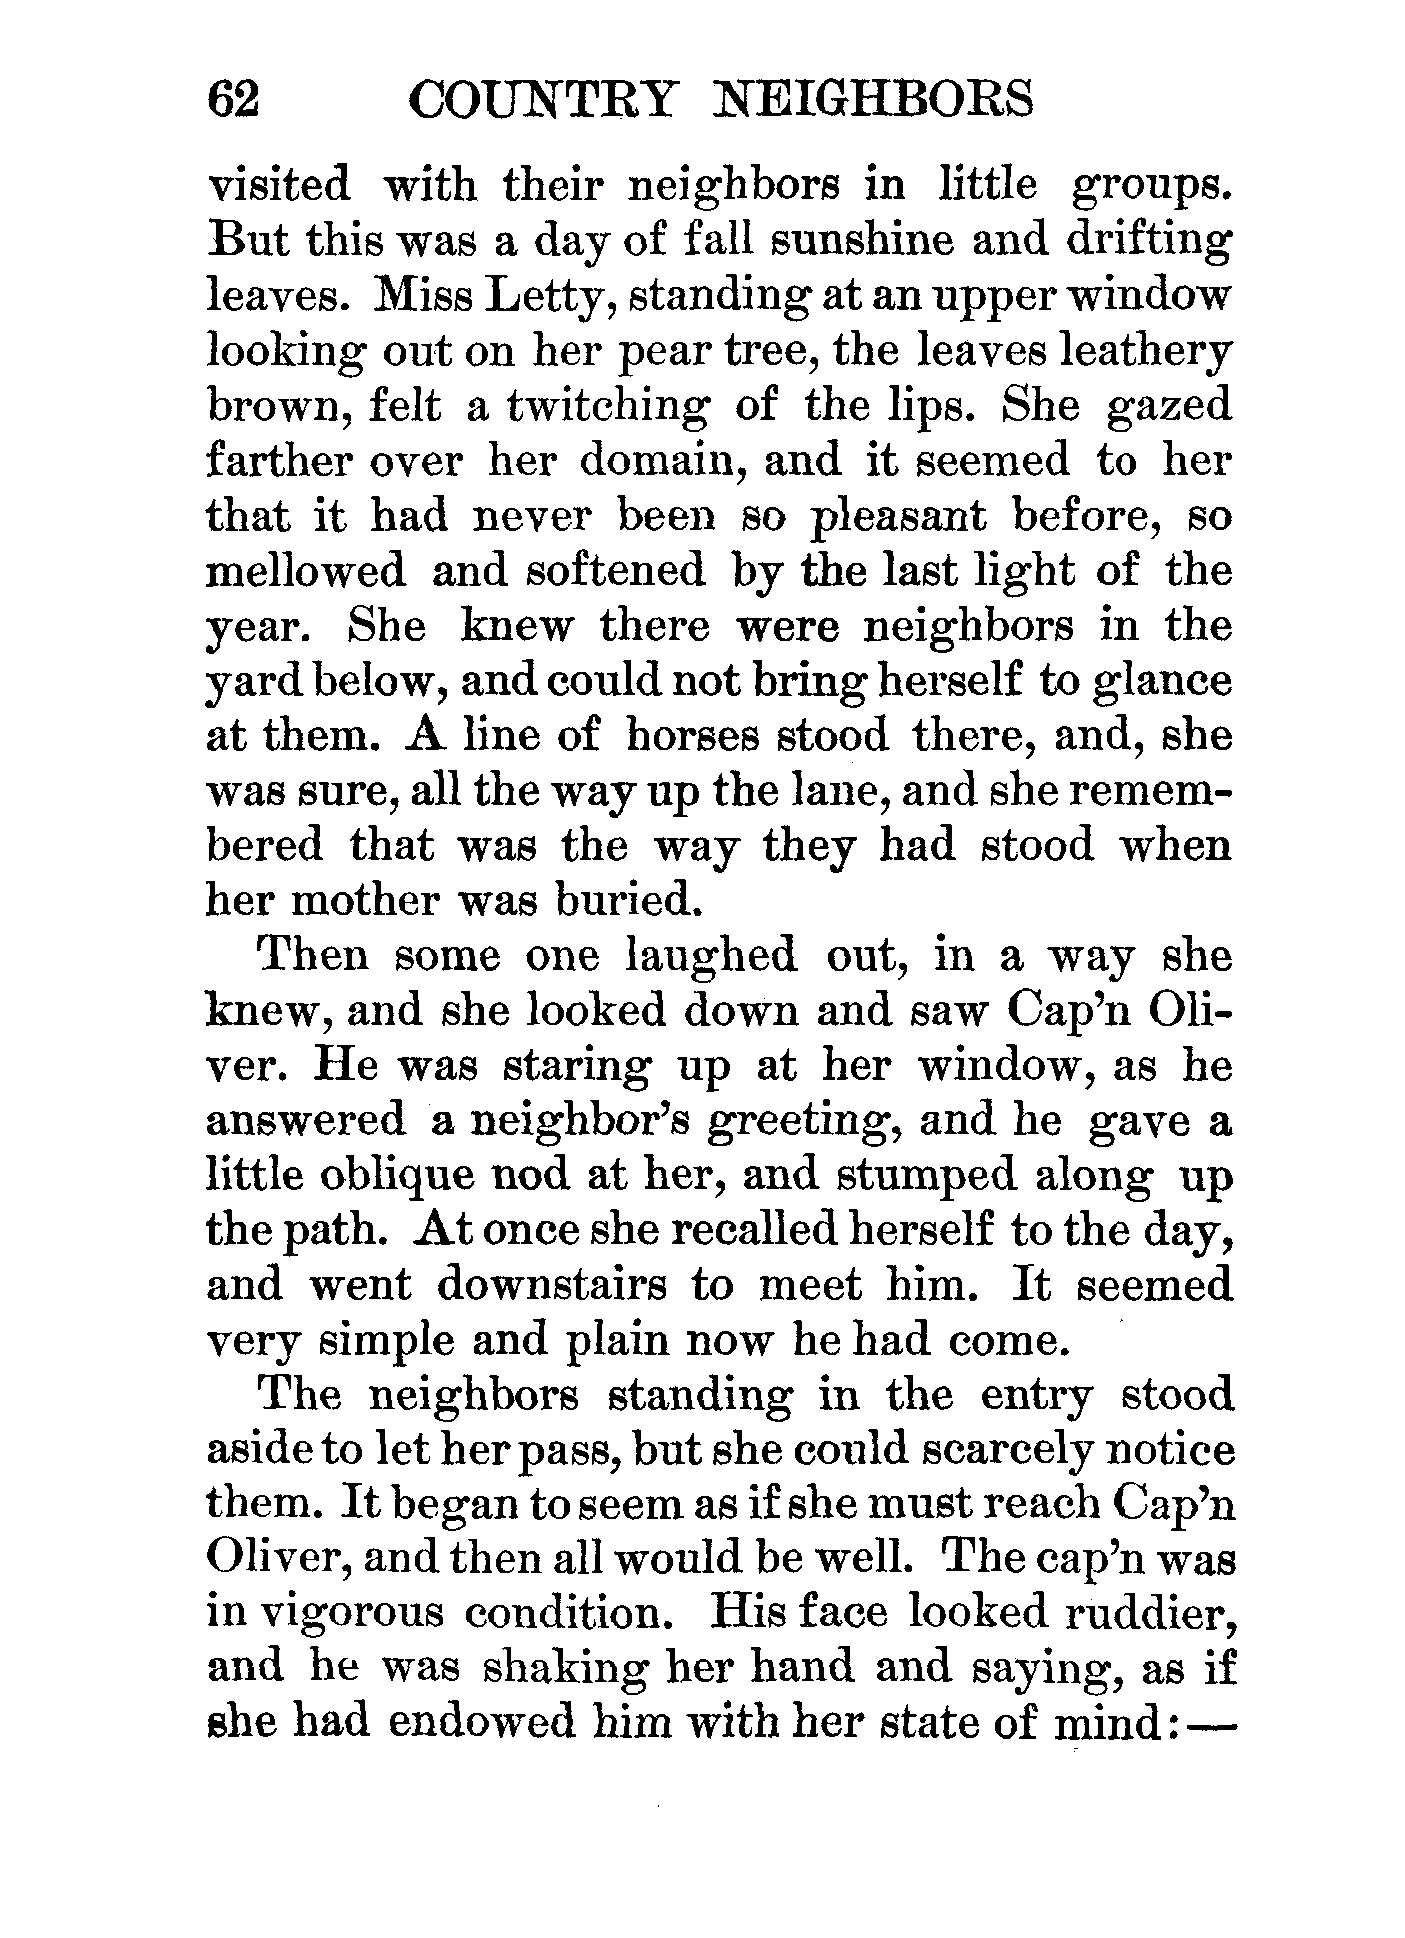 62 COUNTRY NEIGHBORS
visited with their neighbors in little groups.
But this was a day of fall sunshine and drifting
leaves. Miss Letty, standing at an upper window
looking out on her pear tree, the leaves leathery
brown, felt a twitching of the lips. She gazed
farther over her domain, and it seemed to her
that it had never been so pleasant before, so
mellowed and softened by the last light of the
year. She knew there were neighbors in the
yard below, and could not bring herself to glance
at them. A line of horses stood there, and, she
was sure, all the way up the lane, and she remem-
bered that was the way they had stood when
her mother was buried.
Then some one laughed out, in a way she
knew, and she looked down and saw Cap'n Oli-
ver. He was staring up at her window, as he
answered a neighbor's greeting, and he gave a
little oblique nod at her, and stumped along up
the path. At once she recalled herself to the day,
and went downstairs to meet him. It seemed
very simple and plain now he had come.
The neighbors standing in the entry stood
aside to let her pass, but she could scarcely notice
them. It began to seem as if she must reach Cap'n
Oliver, and then all would be well. The cap'n was
in vigorous condition. His face looked ruddier,
and he was shaking her hand and saying, as if
she had endowed him with her state of mind:—